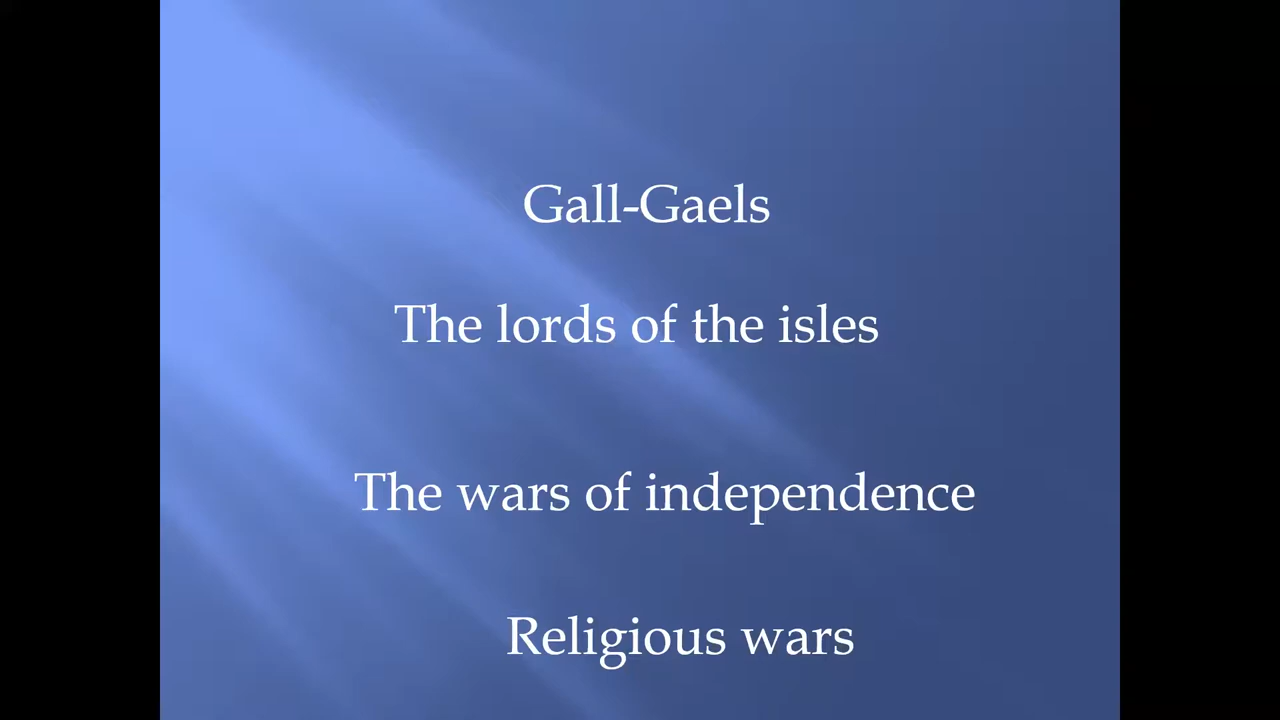 Gall-Gaels
The lords of the isles
The wars of independence
Religious wars